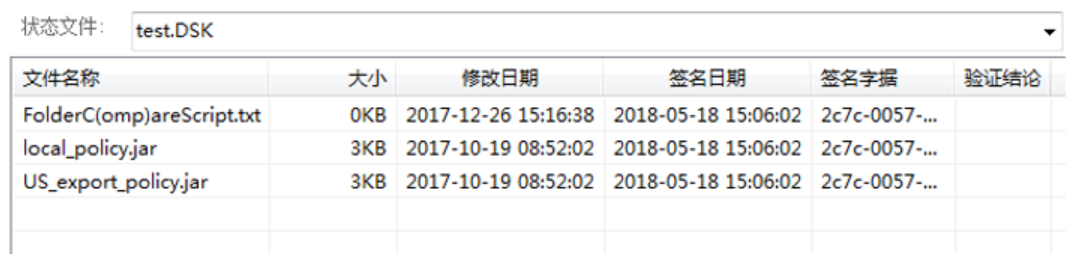 状态文件: test.DSK
文件名称 大小 修改日期 签名日期 签名字据 验证结论
FolderC(omp)areScript.txt 0KB 2017-12-26 15:16:38 2018-05-18 15:06:02 2c7c-0057-...
local_policy.jar 3KB 2017-10-19 08:52:02 2018-05-18 15:06:02 2c7c-0057-...
US_export_policy.jar 3KB 2017-10-19 08:52:02 2018-05-18 15:06:02 2c7c-0057-...